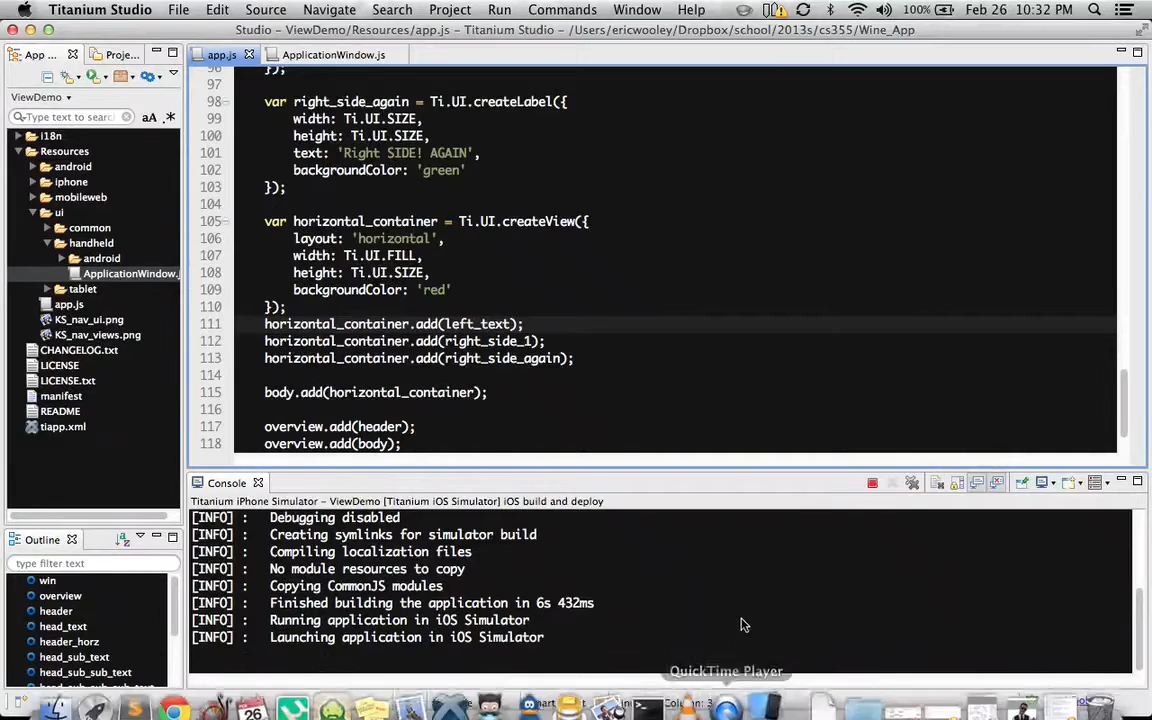 Titanium Studio File Edit Source Navigate Search Project Run Commands Window Help 100% Feb 26 10:32 PM
Studio – ViewDemo/Resources/app.js – Titanium Studio – /Users/ericwooley/Dropbox/school/2013s/cs355/Wine_App
App ... Proje...
app.js ApplicationWindow.js
ViewDemo
Type text to searc aA .*
i18n
Resources
android
iphone
mobileweb
ui
common
handheld
android
ApplicationWindow.j
tablet
app.js
KS_nav_ui.png
KS_nav_views.png
CHANGELOG.txt
LICENSE
LICENSE.txt
manifest
README
tiapp.xml
96 });
97
98 var right_side_again = Ti.UI.createLabel({
99 width: Ti.UI.SIZE,
100 height: Ti.UI.SIZE,
101 text: 'Right SIDE! AGAIN',
102 backgroundColor: 'green'
103 });
104
105 var horizontal_container = Ti.UI.createView({
106 layout: 'horizontal',
107 width: Ti.UI.FILL,
108 height: Ti.UI.SIZE,
109 backgroundColor: 'red'
110 });
111 horizontal_container.add(left_text);
112 horizontal_container.add(right_side_1);
113 horizontal_container.add(right_side_again);
114
115 body.add(horizontal_container);
116
117 overview.add(header);
118 overview.add(body);
Outline
type filter text
win
overview
header
head_text
header_horz
head_sub_text
head_sub_sub_text
Console
Titanium iPhone Simulator – ViewDemo [Titanium iOS Simulator] iOS build and deploy
[INFO] : Debugging disabled
[INFO] : Creating symlinks for simulator build
[INFO] : Compiling localization files
[INFO] : No module resources to copy
[INFO] : Copying CommonJS modules
[INFO] : Finished building the application in 6s 432ms
[INFO] : Running application in iOS Simulator
[INFO] : Launching application in iOS Simulator
QuickTime Player
26